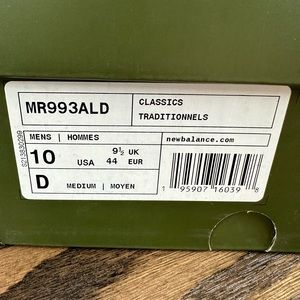 MR993ALD
CLASSICS
TRADITIONNELS
MENS | HOMMES
newbalance.com
10 USA
9½ UK
44 EUR
D MEDIUM | MOYEN
1 95907 16039 8